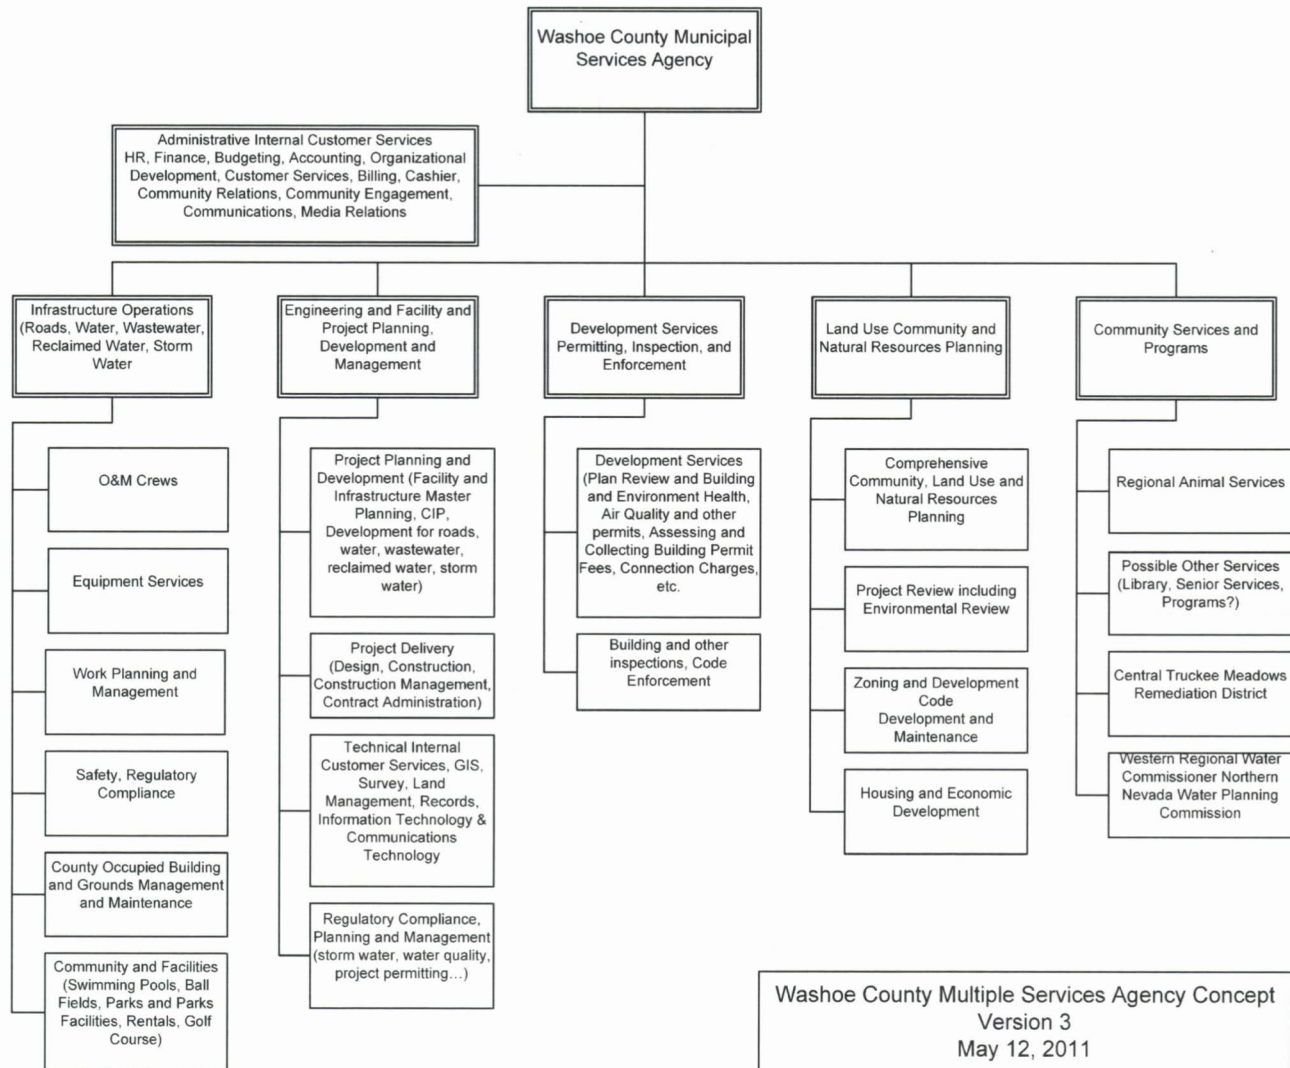 Washoe County Municipal
Services Agency
Administrative Internal Customer Services
HR, Finance, Budgeting, Accounting, Organizational
Development, Customer Services, Billing, Cashier,
Community Relations, Community Engagement,
Communications, Media Relations
Infrastructure Operations
(Roads, Water, Wastewater,
Reclaimed Water, Storm
Water
O&M Crews
Equipment Services
Work Planning and
Management
Safety, Regulatory
Compliance
County Occupied Building
and Grounds Management
and Maintenance
Community and Facilities
(Swimming Pools, Ball
Fields, Parks and Parks
Facilities, Rentals, Golf
Course)
Engineering and Facility and
Project Planning,
Development and
Management
Project Planning and
Development (Facility and
Infrastructure Master
Planning, CIP,
Development for roads,
water, wastewater,
reclaimed water, storm
water)
Project Delivery
(Design, Construction,
Construction Management,
Contract Administration)
Technical Internal
Customer Services, GIS,
Survey, Land
Management, Records,
Information Technology &
Communications
Technology
Regulatory Compliance,
Planning and Management
(storm water, water quality,
project permitting...)
Development Services
Permitting, Inspection, and
Enforcement
Development Services
(Plan Review and Building
and Environment Health,
Air Quality and other
permits, Assessing and
Collecting Building Permit
Fees, Connection Charges,
etc.
Building and other
inspections, Code
Enforcement
Land Use Community and
Natural Resources Planning
Comprehensive
Community, Land Use and
Natural Resources
Planning
Project Review including
Environmental Review
Zoning and Development
Code
Development and
Maintenance
Housing and Economic
Development
Community Services and
Programs
Regional Animal Services
Possible Other Services
(Library, Senior Services,
Programs?)
Central Truckee Meadows
Remediation District
Western Regional Water
Commissioner Northern
Nevada Water Planning
Commission
Washoe County Multiple Services Agency Concept
Version 3
May 12, 2011